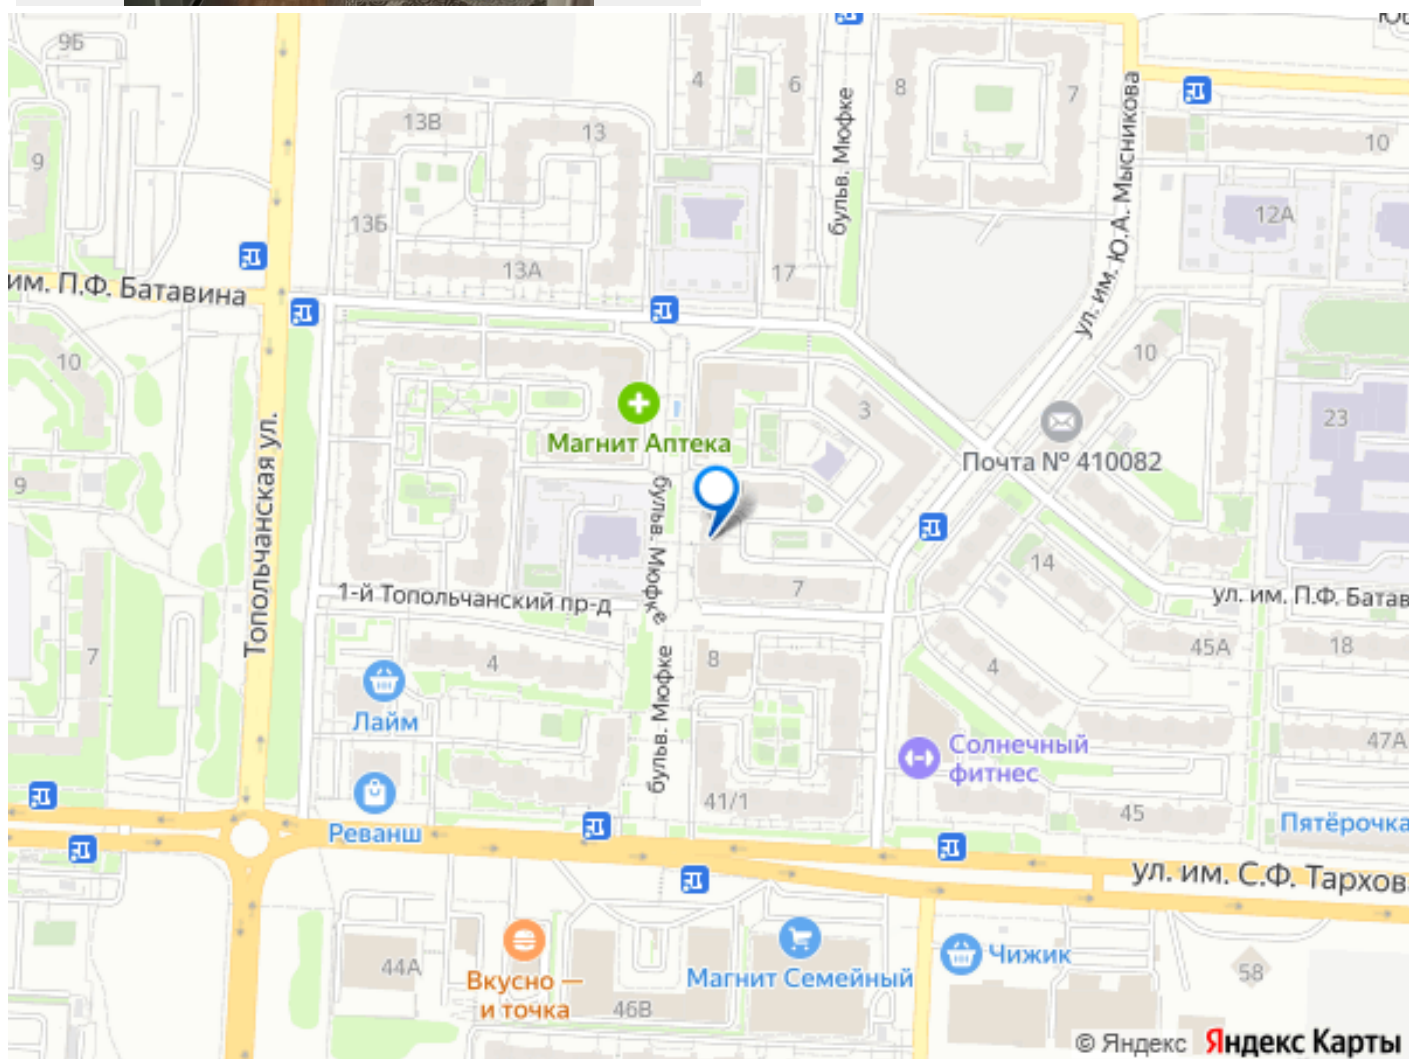 9Б
4
6
8
7
Юб
13В
13
бульв. Мюфке
ул. им. Ю.А. Мысникова
10
9
13Б
12А
13А
17
им. П.Ф. Батавина
10
10
3
23
Магнит Аптека
Почта № 410082
9
Топольчанская ул.
бульв. Мюфке
14
1-й Топольчанский пр-д
7
ул. им. П.Ф. Батав
7
4
8
4
45А
18
Лайм
бульв. Мюфке
Солнечный
фитнес
47А
41/1
45
Реванш
Пятёрочка
ул. им. С.Ф. Тархов
44А
Вкусно —
и точка
46В
Магнит Семейный
Чижик
58
© Яндекс Яндекс Карты